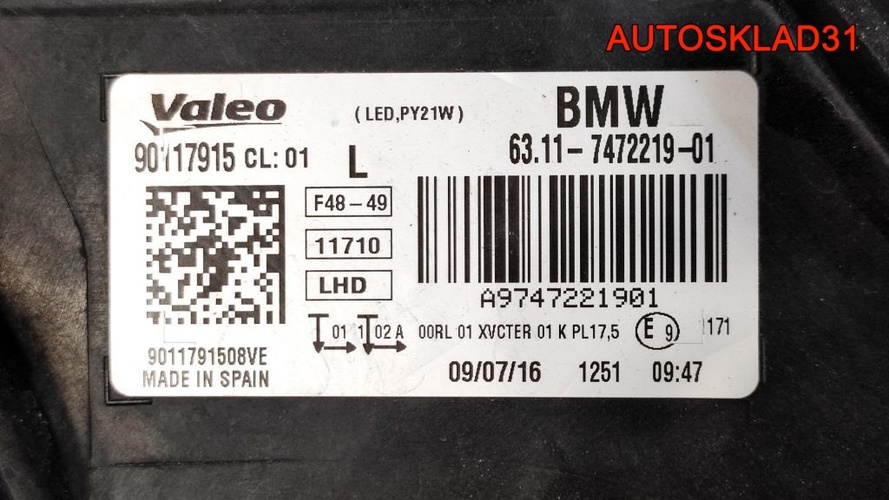 AUTOSKLAD31
Valeo
(LED,PY21W)
BMW
90117915 CL: 01
L
63.11-7472219-01
F48-49
11710
LHD
A9747221901
01 1 02 A 00RL 01 XVCTER 01 K PL17,5 E 9 171
9011791508VE
MADE IN SPAIN
09/07/16 1251 09:47